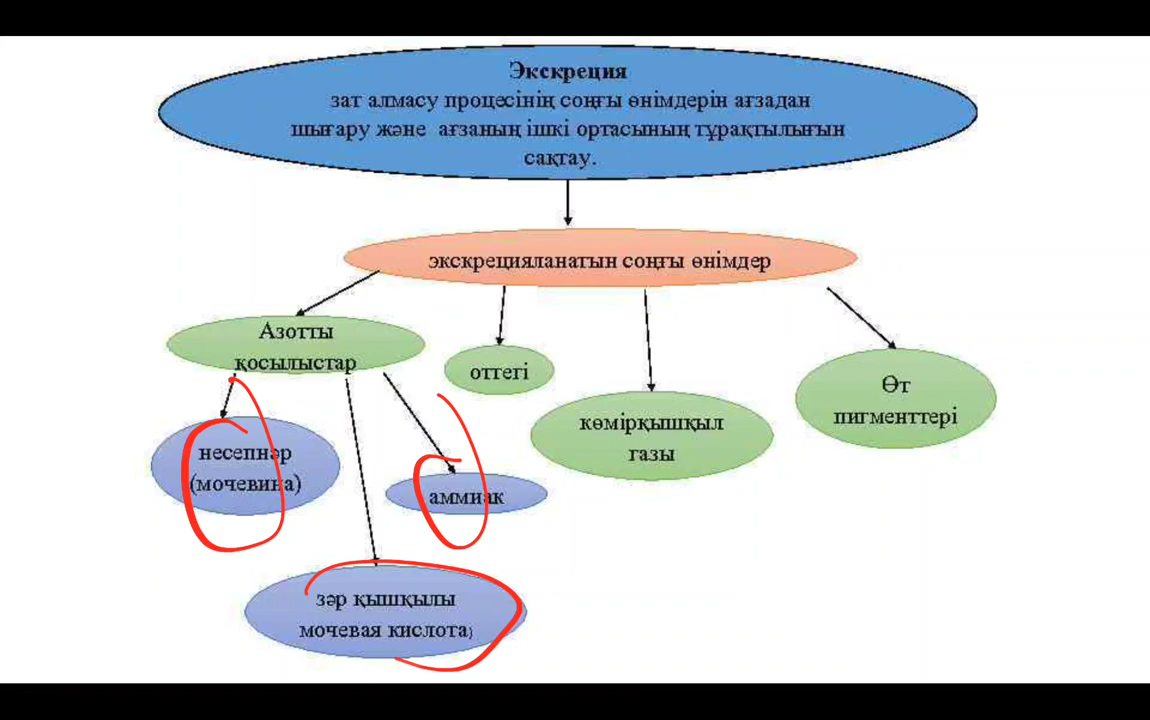 Экскреция
зат алмасу процесінің соңғы өнімдерін ағзадан
шығару және ағзаның ішкі ортасының тұрақтылығын
сақтау.
экскрецияланатын соңғы өнімдер
Азотты
қосылыстар
оттегі
көмірқышқыл
газы
Өт
пигменттері
несепнәр
(мочевина)
аммиак
зәр қышқылы
мочевая кислота)